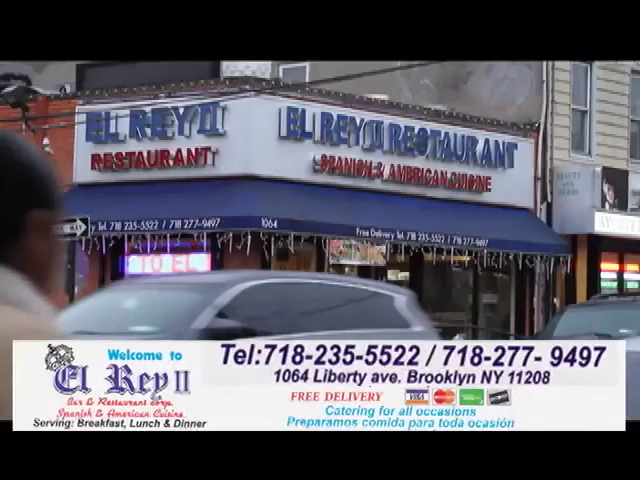 EL REY II
RESTAURANT
EL REY II RESTAURANT
SPANISH & AMERICAN CUISINE
Tel. 718 235-5522 / 718 277-9497
1064
Free Delivery Tel. 718 235-5522 / 718 277-9497
Welcome to
El Rey II
Bar & Restaurant corp.
Spanish & American Cuisine
Serving: Breakfast, Lunch & Dinner
Tel:718-235-5522 / 718-277- 9497
1064 Liberty ave. Brooklyn NY 11208
FREE DELIVERY
VISA
Catering for all occasions
Preparamos comida para toda ocasión